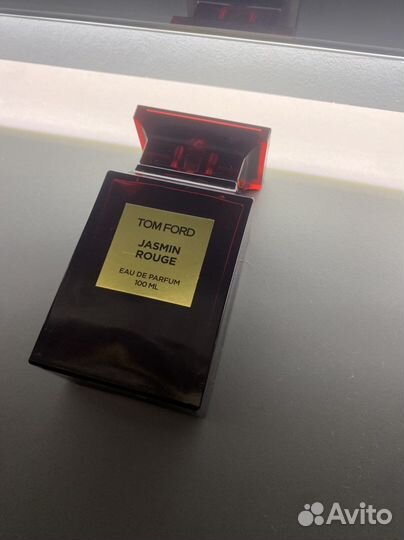 TOM FORD
JASMIN
ROUGE
EAU DE PARFUM
100 ML
Avito